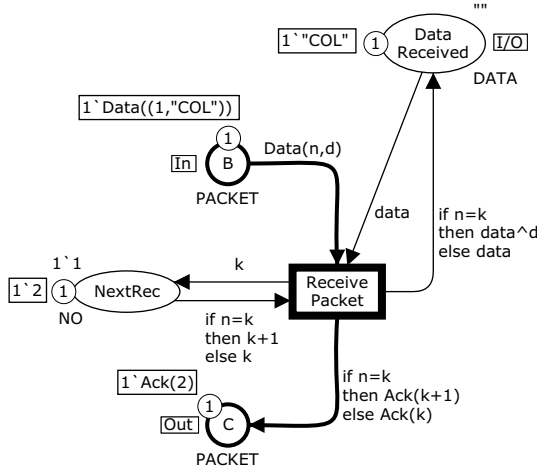 ""
1`"COL"
1
Data
Received
I/O
DATA
1`Data((1,"COL"))
1
In
B
Data(n,d)
PACKET
data
if n=k
then data^d
else data
1`1
k
1`2
1
NextRec
Receive
Packet
NO
if n=k
then k+1
else k
1`Ack(2)
1
if n=k
then Ack(k+1)
else Ack(k)
Out
C
PACKET